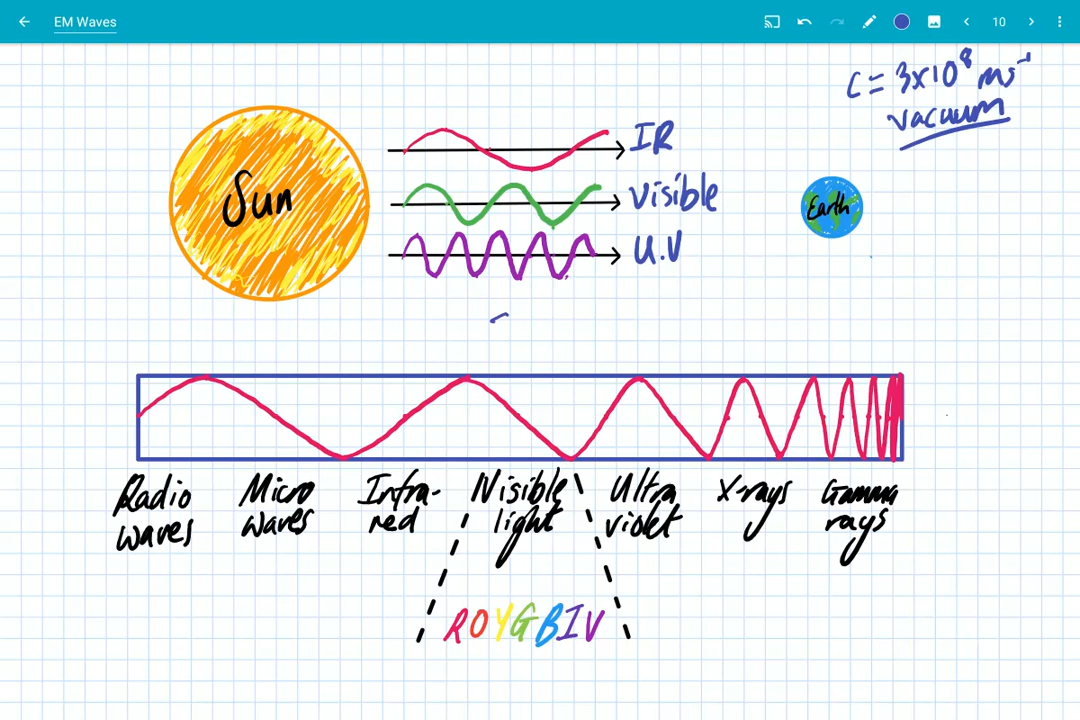 EM Waves
10
C = 3x10⁸ ms⁻¹
vacuum
Sun
IR
Visible
U.V
Earth
Radio waves
Micro waves
Infra-red
Visible light
Ultra violet
X-rays
Gamma rays
ROYGBIV